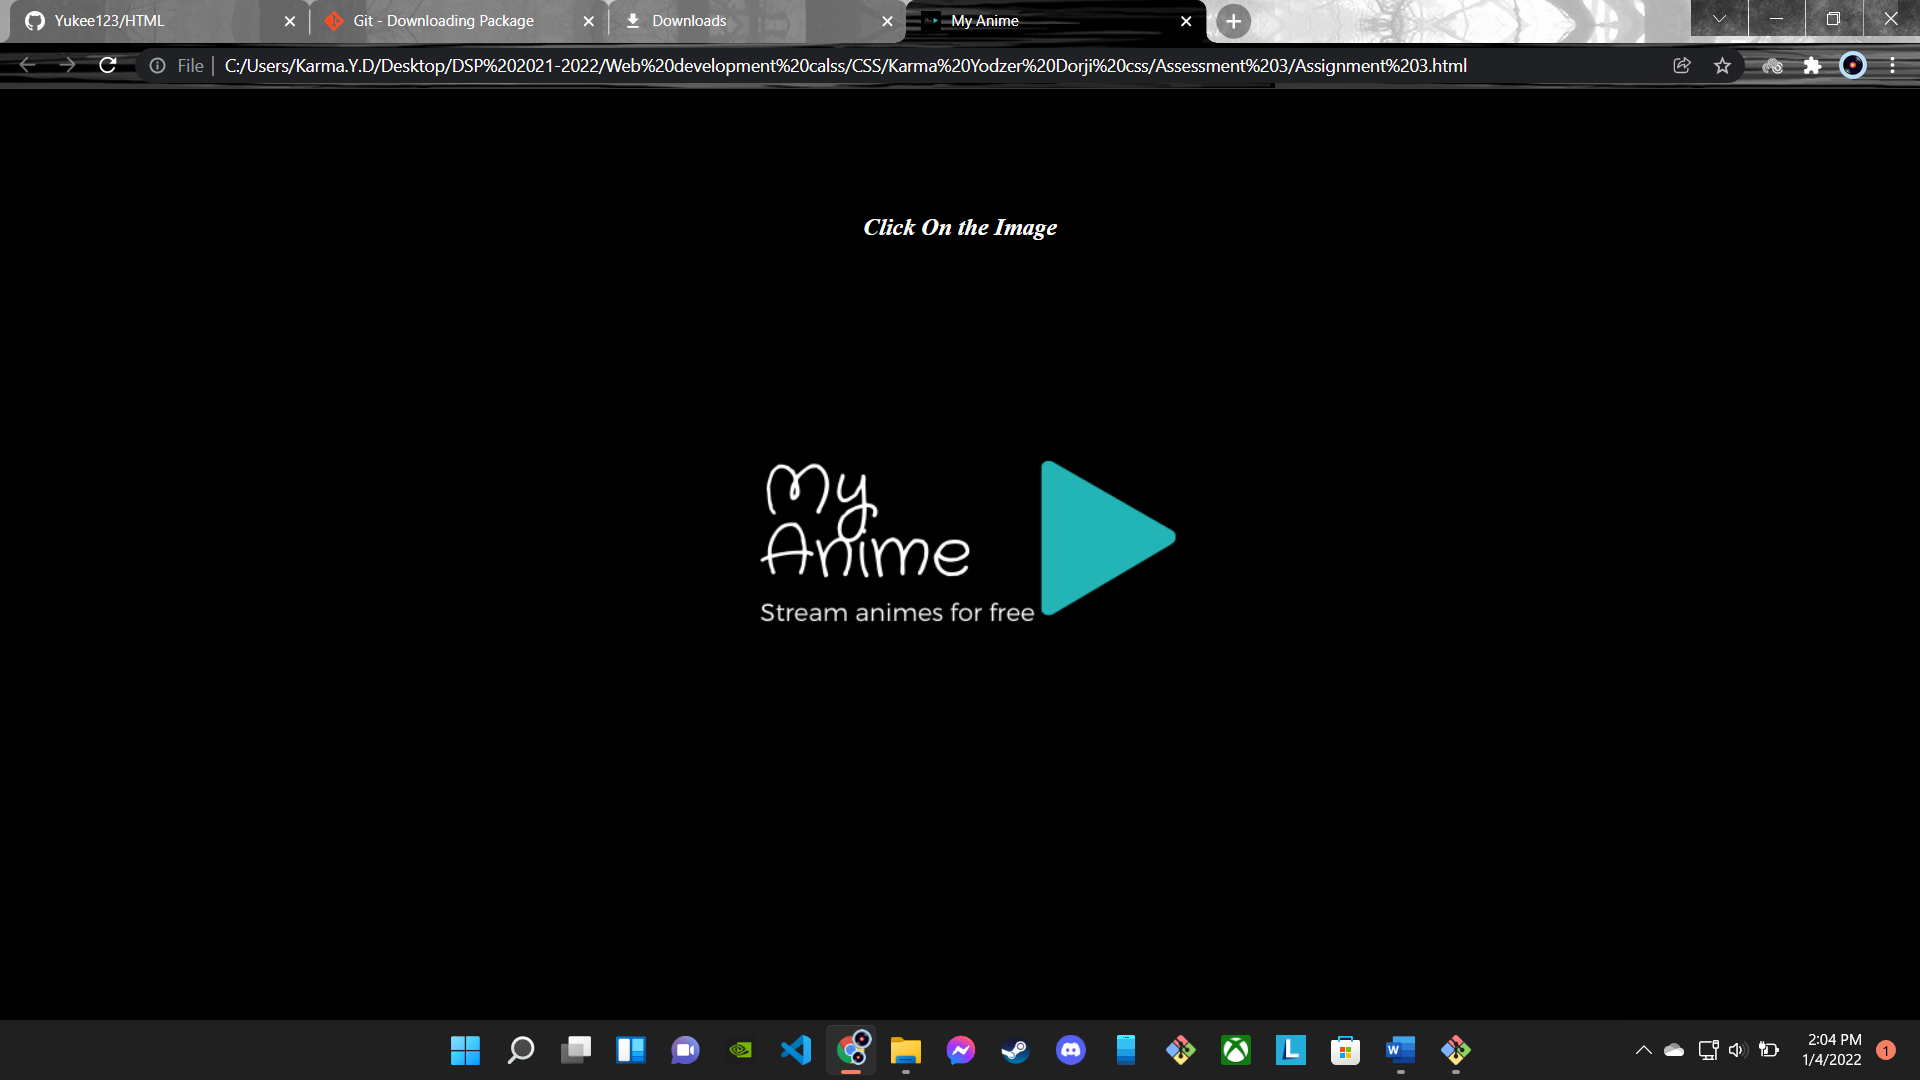 Yukee123/HTML
Git - Downloading Package
Downloads
My Anime
File | C:/Users/Karma.Y.D/Desktop/DSP%202021-2022/Web%20development%20calss/CSS/Karma%20Yodzer%20Dorji%20css/Assessment%203/Assignment%203.html
Click On the Image
My
Anime
Stream animes for free
2:04 PM
1/4/2022
1